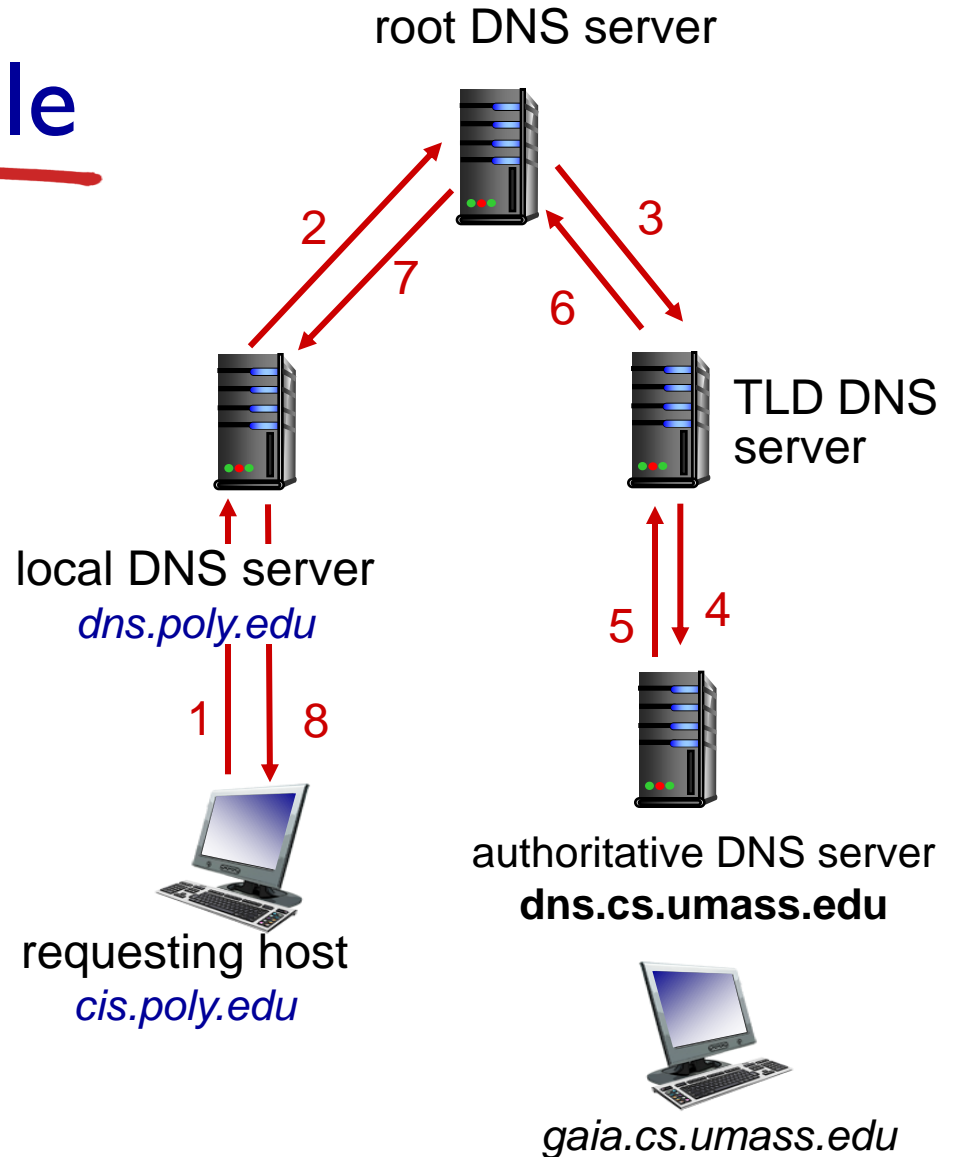 root DNS server
le
2
3
7
6
TLD DNS
server
local DNS server
dns.poly.edu
5
4
1
8
authoritative DNS server
dns.cs.umass.edu
requesting host
cis.poly.edu
gaia.cs.umass.edu